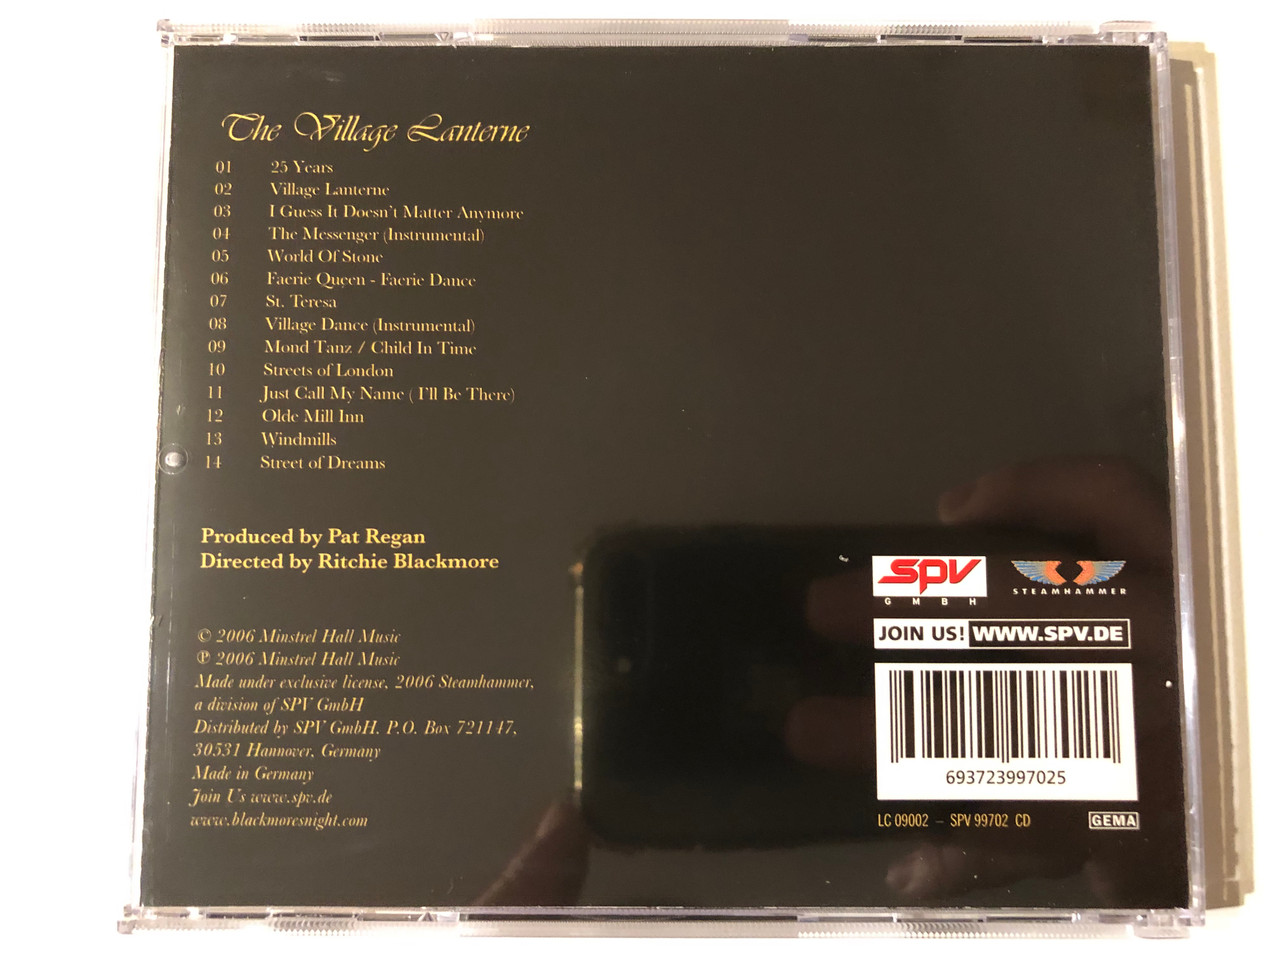 The Village Lanterne
01 25 Years
02 Village Lanterne
03 I Guess It Doesn't Matter Anymore
04 The Messenger (Instrumental)
05 World Of Stone
06 Faerie Queen - Faerie Dance
07 St. Teresa
08 Village Dance (Instrumental)
09 Mond Tanz / Child In Time
10 Streets of London
11 Just Call My Name ( I'll Be There)
12 Olde Mill Inn
13 Windmills
14 Street of Dreams
Produced by Pat Regan
Directed by Ritchie Blackmore
© 2006 Minstrel Hall Music
℗ 2006 Minstrel Hall Music
Made under exclusive license, 2006 Steamhammer,
a division of SPV GmbH
Distributed by SPV GmbH. P.O. Box 721147,
30531 Hannover, Germany
Made in Germany
Join Us www.spv.de
www.blackmoresnight.com
SPV
GMBH
STEAMHAMMER
JOIN US! WWW.SPV.DE
693723997025
LC 09002 – SPV 99702 CD
GEMA